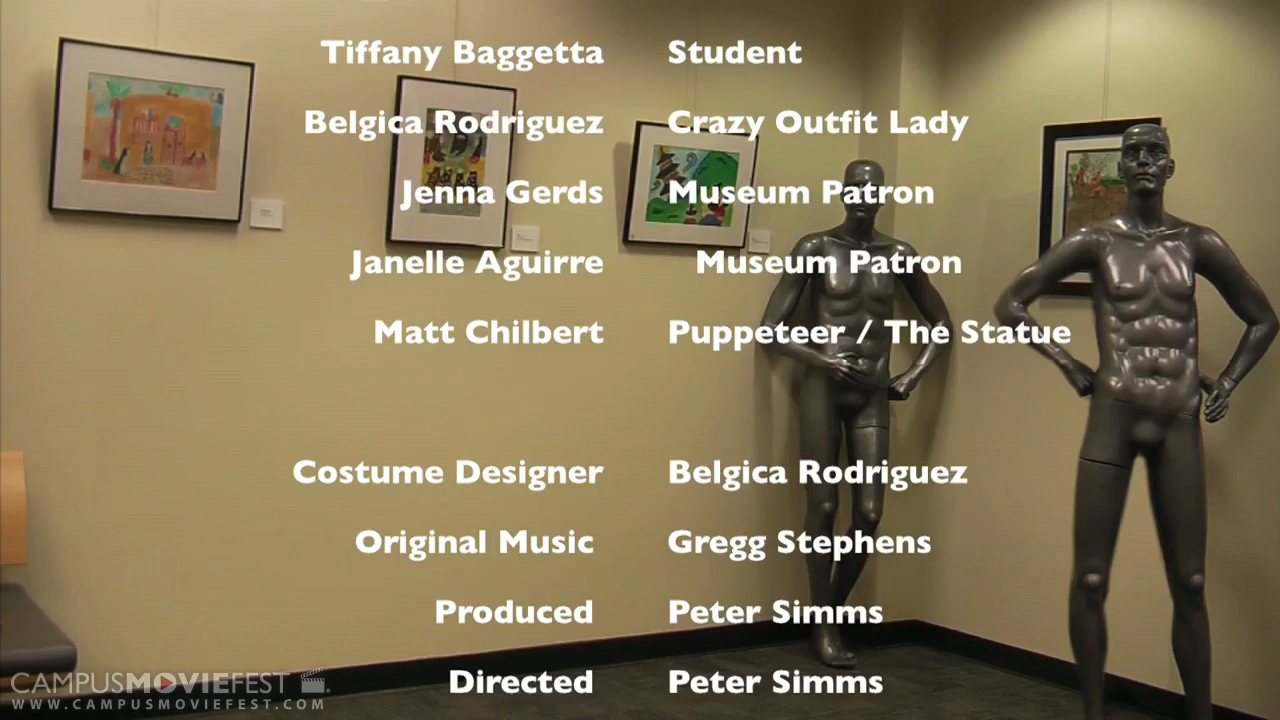 Tiffany Baggetta Student
Belgica Rodriguez Crazy Outfit Lady
Jenna Gerds Museum Patron
Janelle Aguirre Museum Patron
Matt Chilbert Puppeteer / The Statue
Costume Designer Belgica Rodriguez
Original Music Gregg Stephens
Produced Peter Simms
Directed Peter Simms
CAMPUSMOVIEFEST
WWW.CAMPUSMOVIEFEST.COM